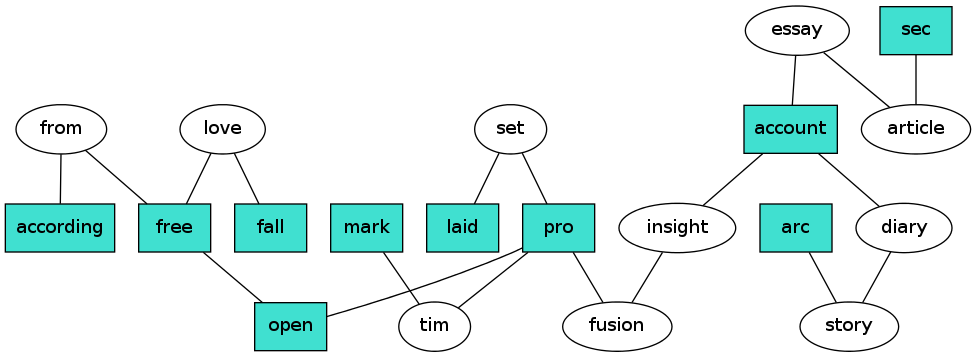 essay
sec
from
love
set
account
article
according
free
fall
mark
laid
pro
insight
arc
diary
open
tim
fusion
story